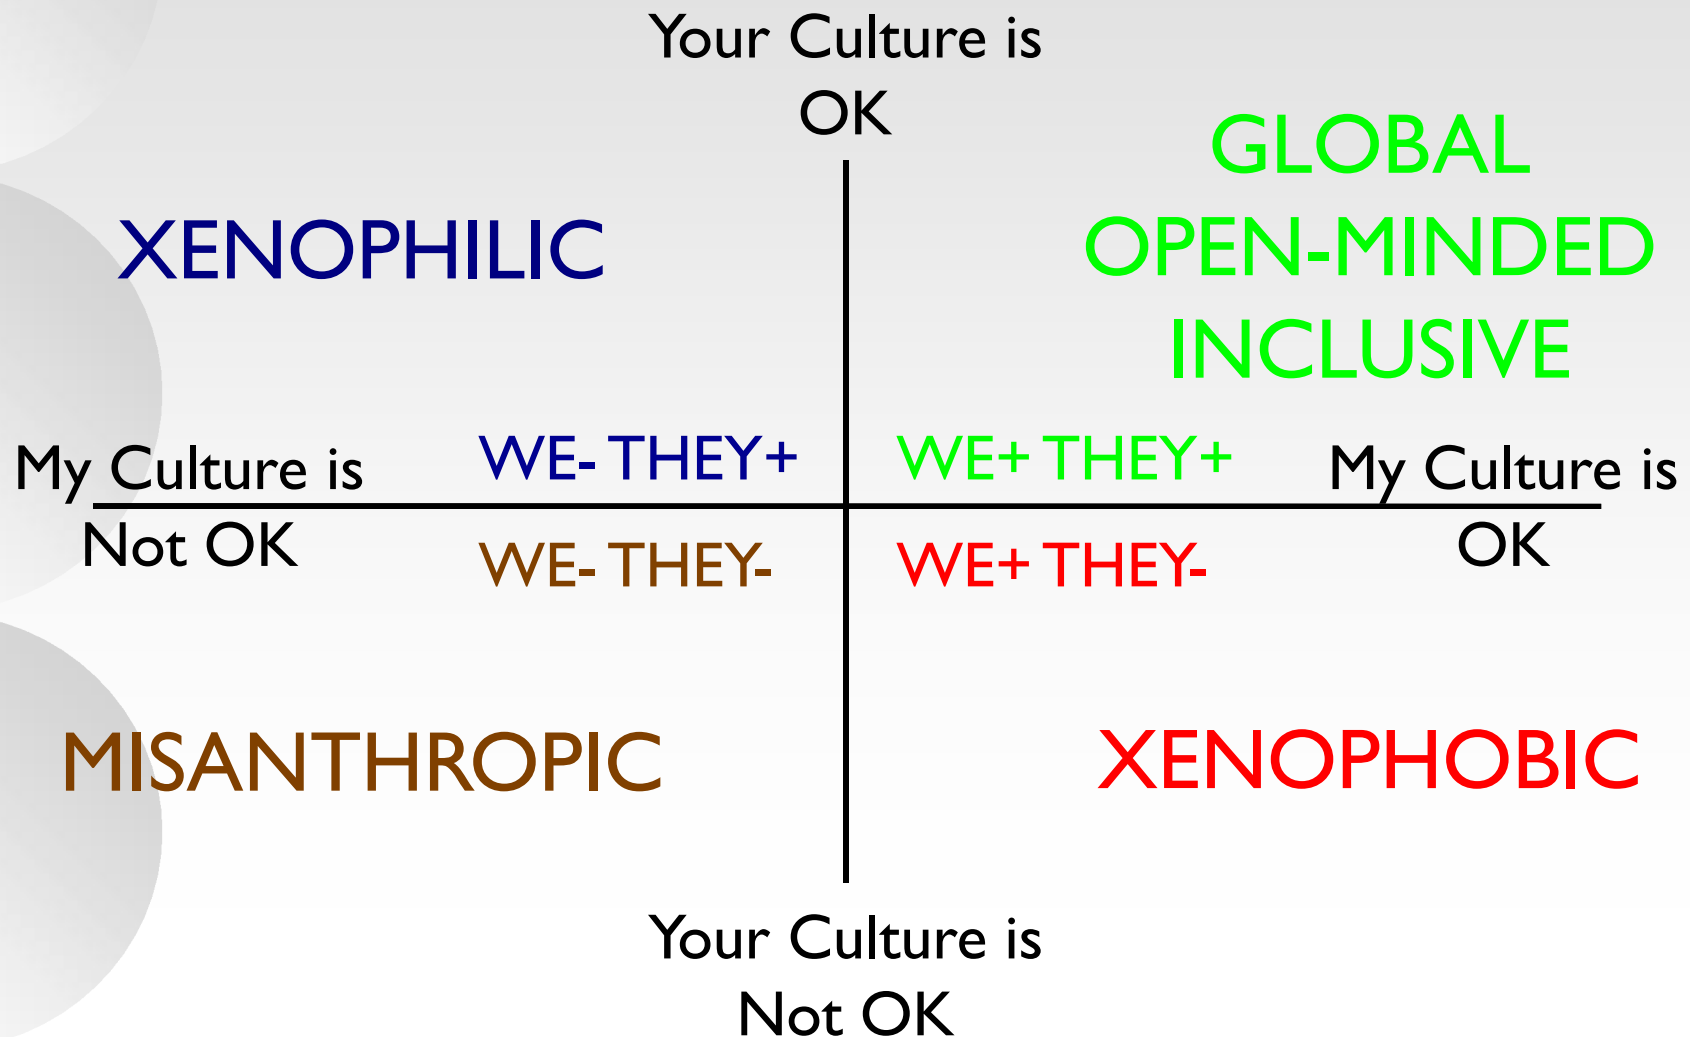 Your Culture is
OK
GLOBAL
OPEN-MINDED
INCLUSIVE
XENOPHILIC
WE- THEY+
WE+ THEY+
My Culture is
Not OK
My Culture is
OK
WE- THEY-
WE+ THEY-
MISANTHROPIC
XENOPHOBIC
Your Culture is
Not OK